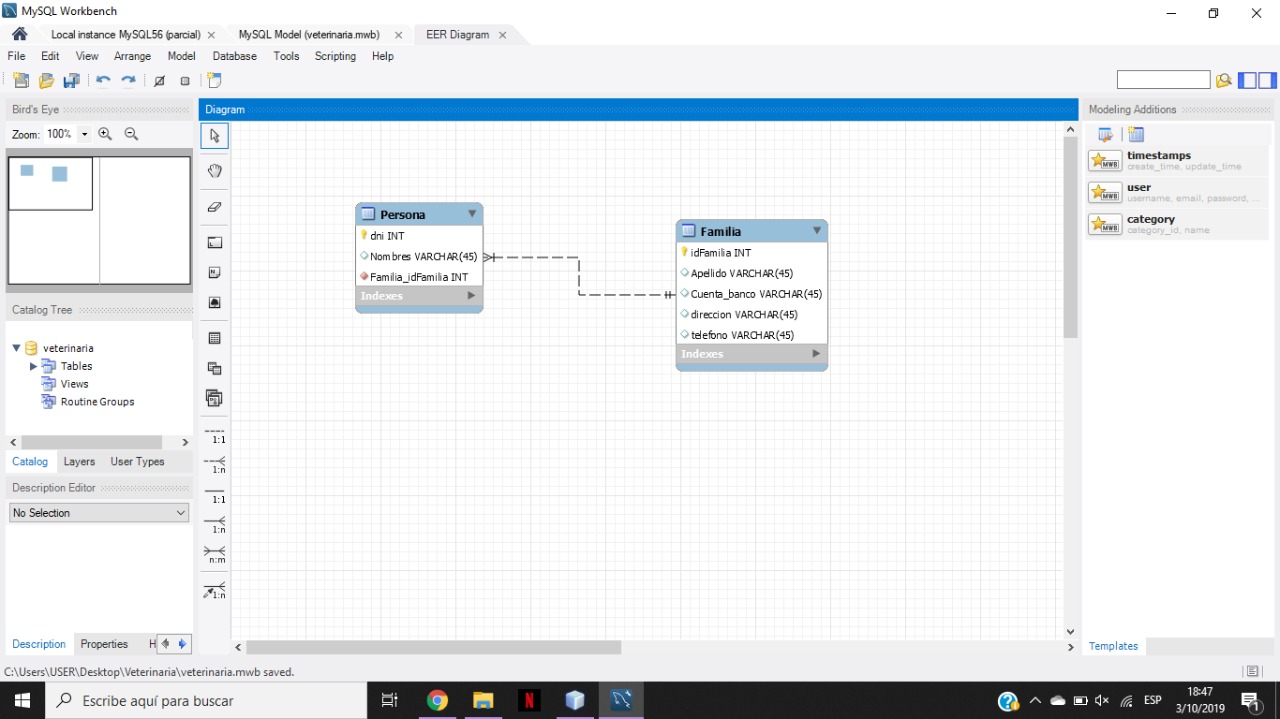 MySQL Workbench
Local instance MySQL56 (parcial)
MySQL Model (veterinaria.mwb)
EER Diagram
File Edit View Arrange Model Database Tools Scripting Help
Bird's Eye
Zoom: 100%
Catalog Tree
veterinaria
Tables
Views
Routine Groups
Catalog Layers User Types
Description Editor
No Selection
Description Properties H
Diagram
1:1
1:n
1:1
1:n
n:m
1:n
Persona
dni INT
Nombres VARCHAR(45)
Familia_idFamilia INT
Indexes
Familia
idFamilia INT
Apellido VARCHAR(45)
Cuenta_banco VARCHAR(45)
direccion VARCHAR(45)
telefono VARCHAR(45)
Indexes
Modeling Additions
timestamps
create_time, update_time
user
username, email, password, ...
category
category_id, name
Templates
C:\Users\USER\Desktop\Veterinaria\veterinaria.mwb saved.
Escribe aquí para buscar
N
ESP
18:47
3/10/2019
1